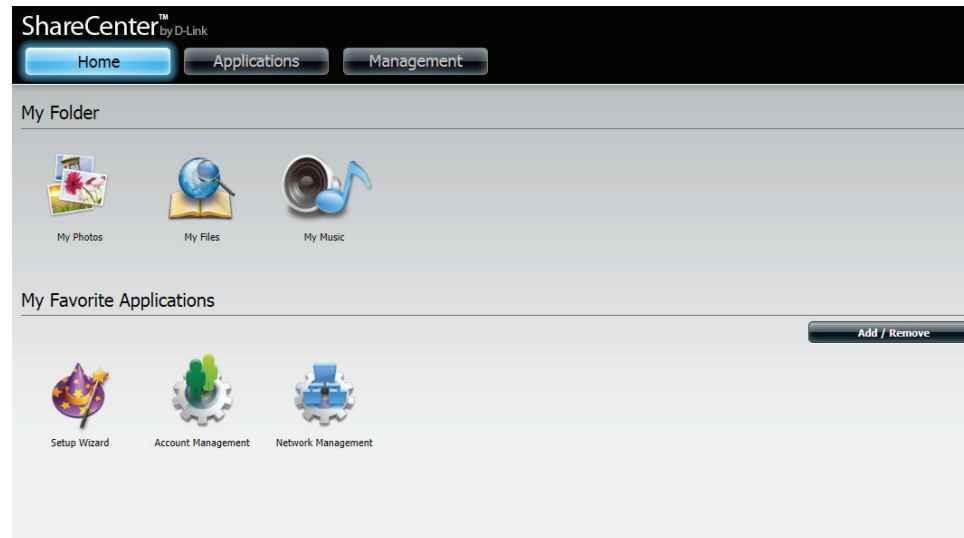 ShareCenter™ by D-Link
Home Applications Management
My Folder
My Photos My Files My Music
My Favorite Applications
Add / Remove
Setup Wizard Account Management Network Management